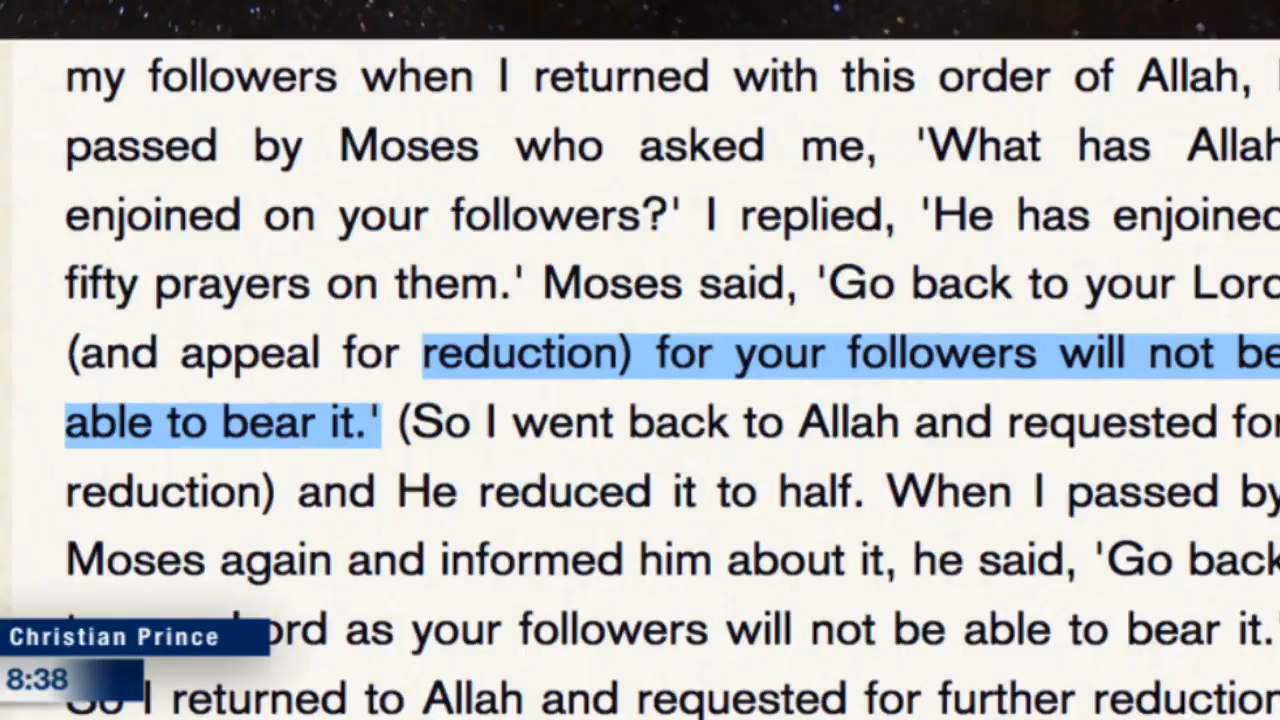 my followers when I returned with this order of Allah, I
passed by Moses who asked me, 'What has Allah
enjoined on your followers?' I replied, 'He has enjoined
fifty prayers on them.' Moses said, 'Go back to your Lord
(and appeal for reduction) for your followers will not be
able to bear it.' (So I went back to Allah and requested for
reduction) and He reduced it to half. When I passed by
Moses again and informed him about it, he said, 'Go back
Lord as your followers will not be able to bear it.'
So I returned to Allah and requested for further reduction
Christian Prince
8:38